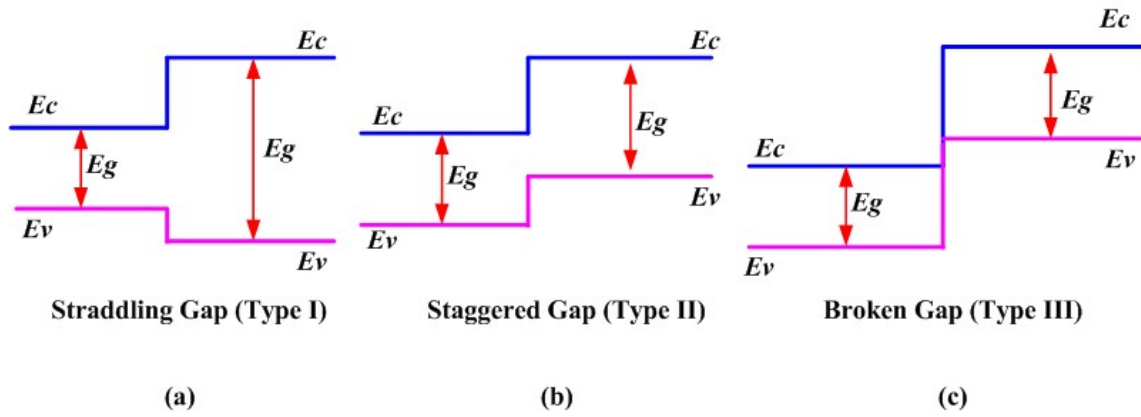 Ec
Ec
Eg
Eg
Ev
Ev
Straddling Gap (Type I)
(a)
Ec
Ec
Eg
Eg
Ev
Ev
Staggered Gap (Type II)
(b)
Ec
Eg
Ec
Ev
Eg
Ev
Broken Gap (Type III)
(c)